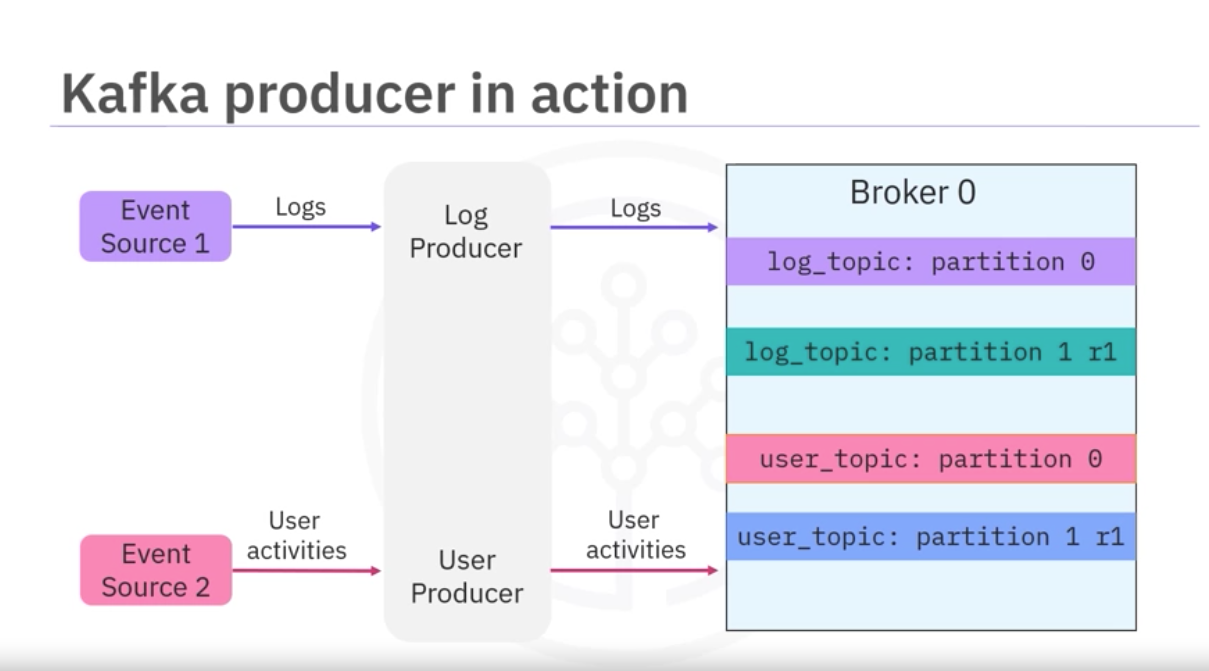 Kafka producer in action
Event
Source 1
Logs
Log
Producer
Logs
Broker 0
log_topic: partition 0
log_topic: partition 1 r1
user_topic: partition 0
user_topic: partition 1 r1
Event
Source 2
User
activities
User
Producer
User
activities